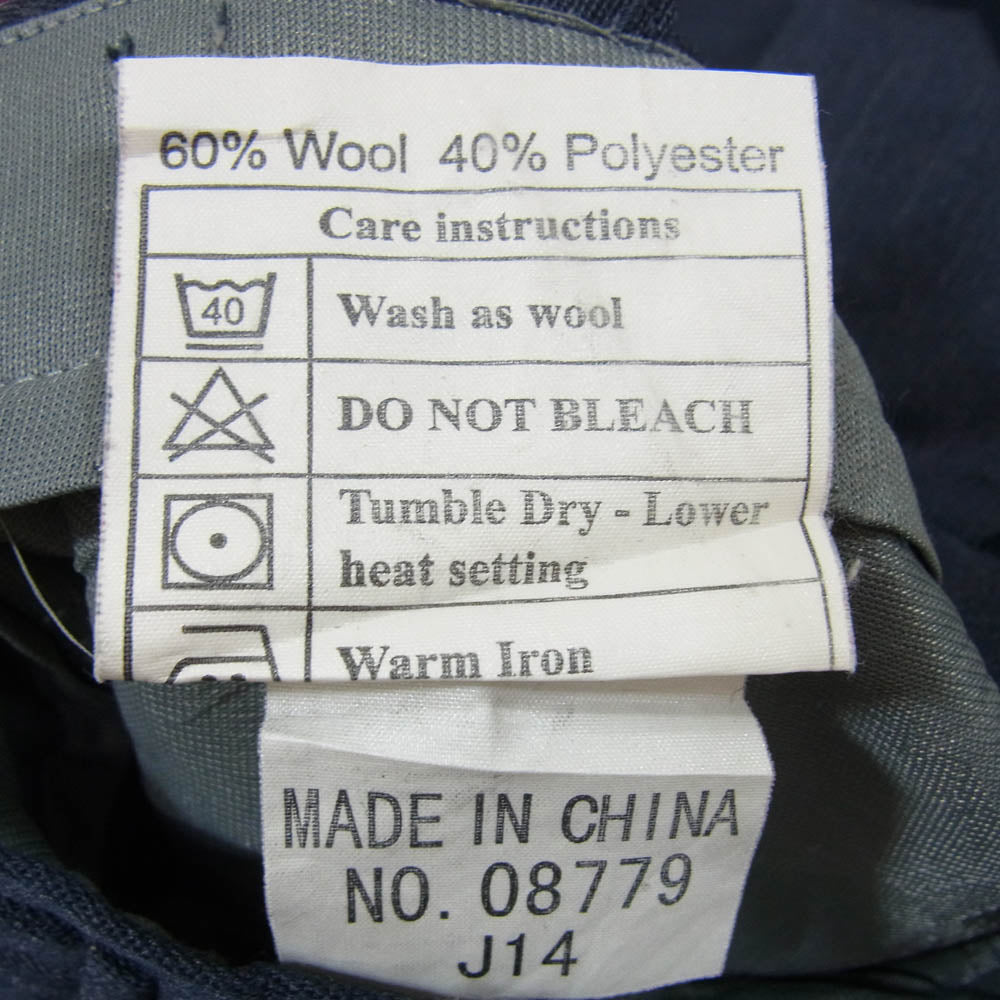 60% Wool 40% Polyester
Care instructions
40 Wash as wool
DO NOT BLEACH
Tumble Dry - Lower
heat setting
Warm Iron
MADE IN CHINA
NO. 08779
J14